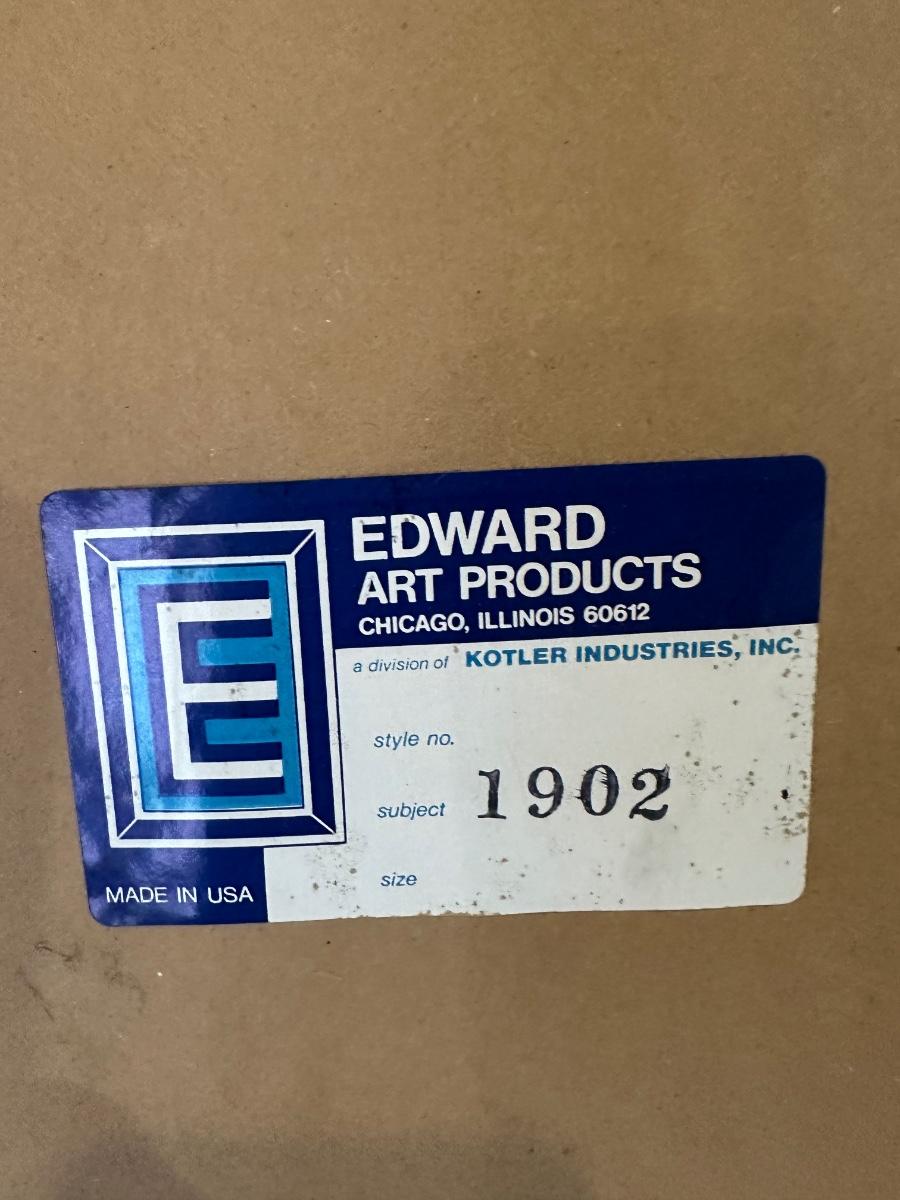 E
EDWARD
ART PRODUCTS
CHICAGO, ILLINOIS 60612
a division of KOTLER INDUSTRIES, INC.
style no.
subject 1902
size
MADE IN USA